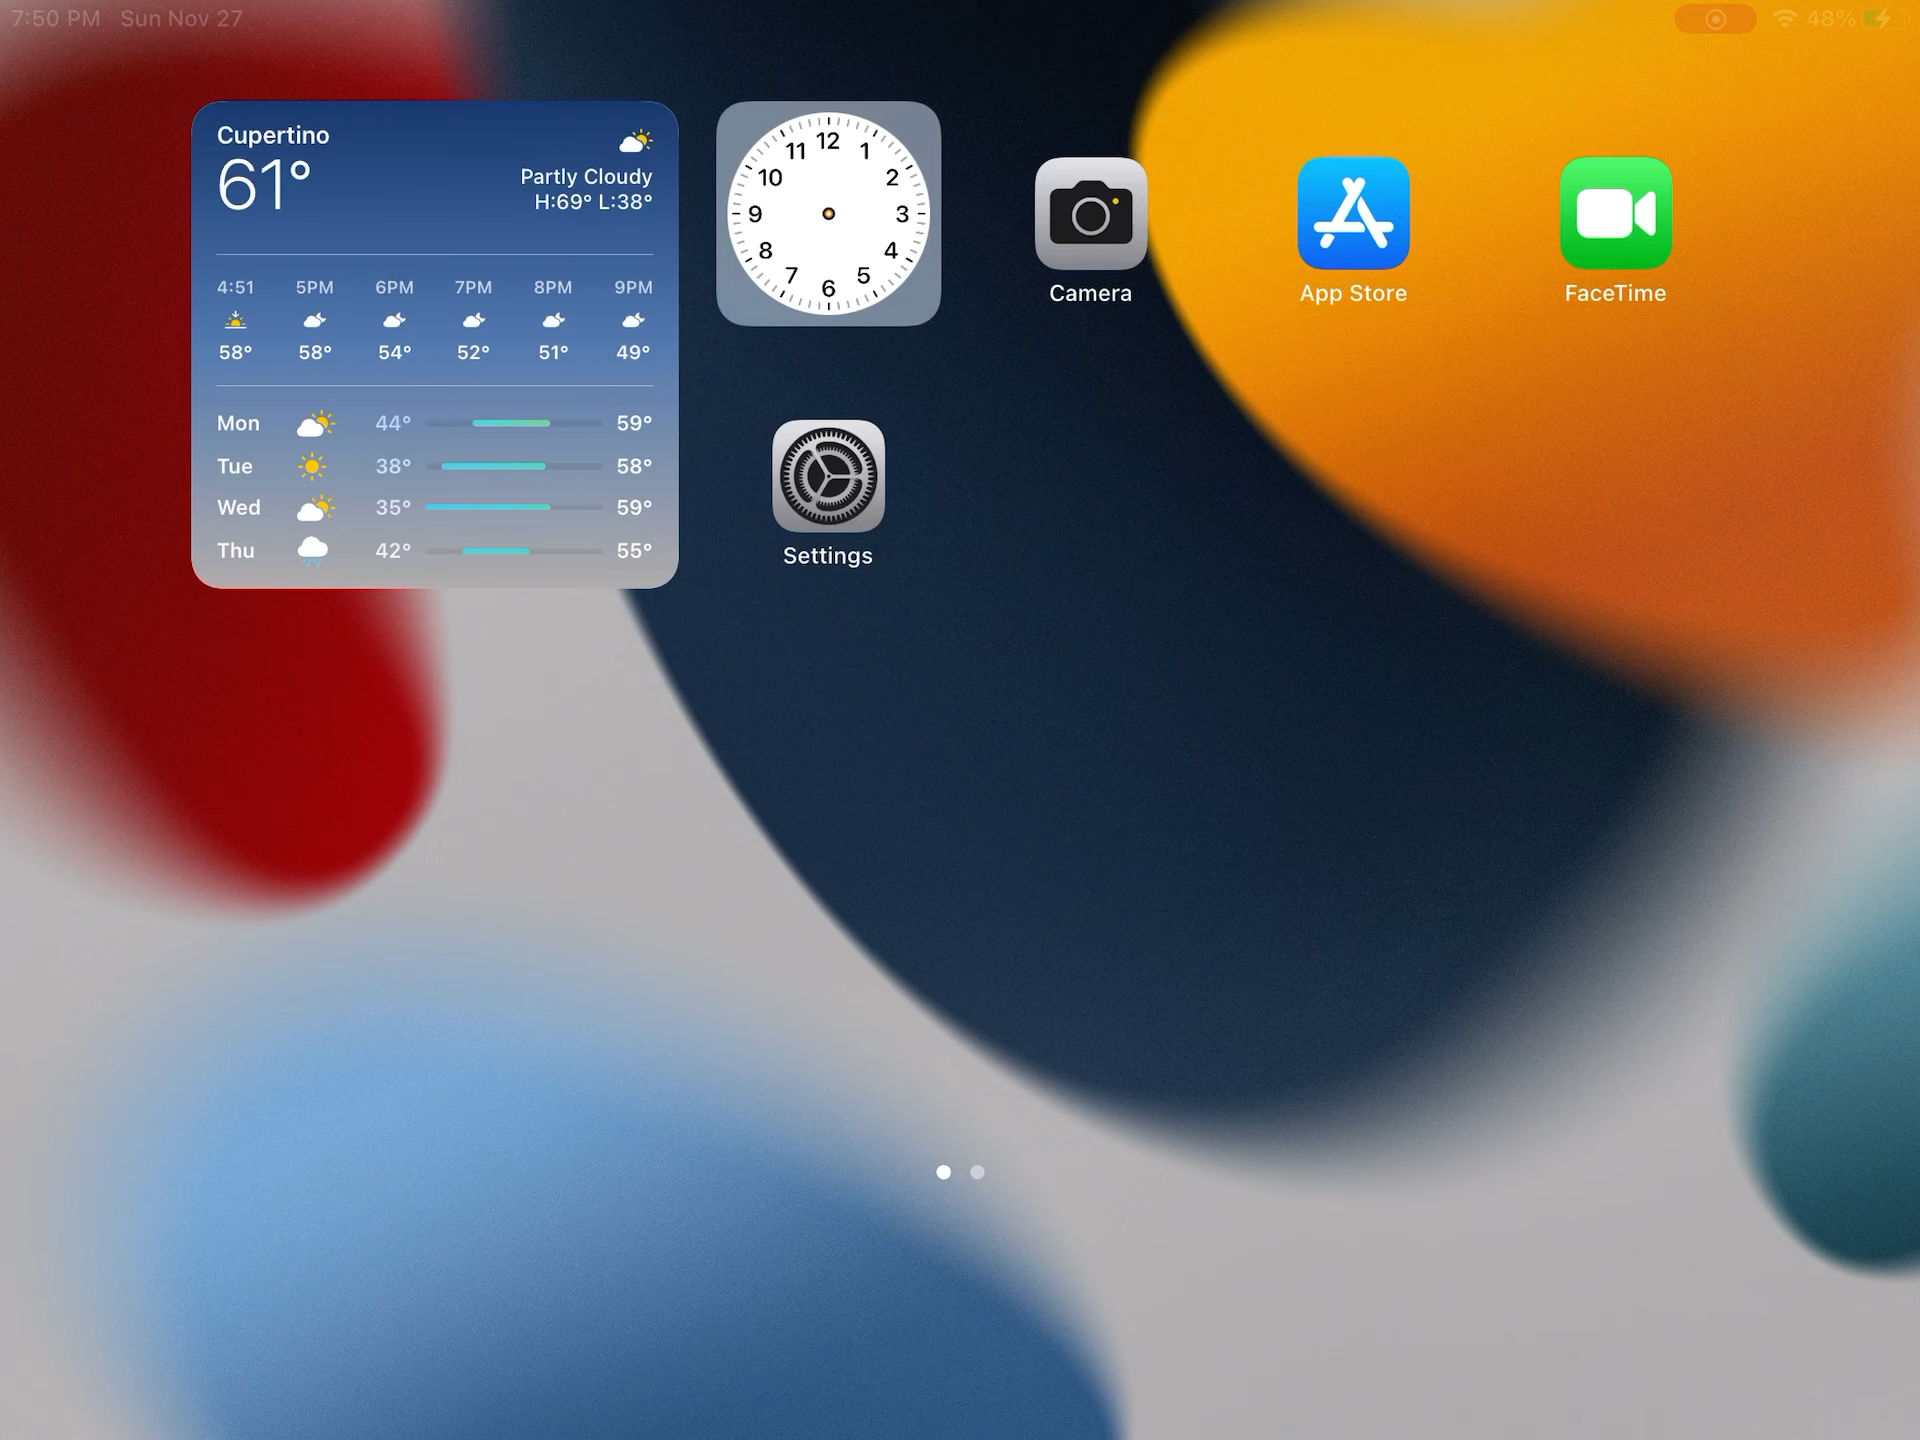 7:50 PM Sun Nov 27
48%
Cupertino
61°
Partly Cloudy
H:69° L:38°
4:51 5PM 6PM 7PM 8PM 9PM
58° 58° 54° 52° 51° 49°
Mon 44° 59°
Tue 38° 58°
Wed 35° 59°
Thu 42° 55°
12
11 1
10 2
9 3
8 4
7 5
6
Camera
App Store
FaceTime
Settings